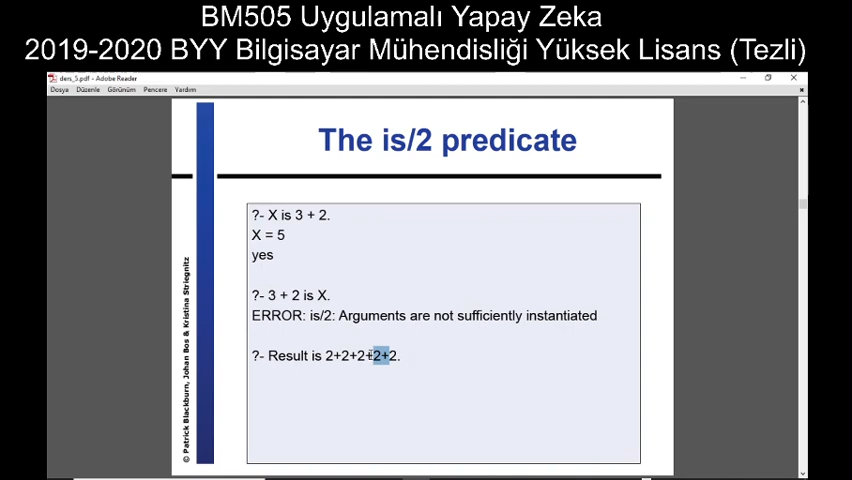 BM505 Uygulamalı Yapay Zeka
2019-2020 BYY Bilgisayar Mühendisliği Yüksek Lisans (Tezli)
ders_5.pdf - Adobe Reader
Dosya Düzenle Görünüm Pencere Yardım
The is/2 predicate
?- X is 3 + 2.
X = 5
yes
?- 3 + 2 is X.
ERROR: is/2: Arguments are not sufficiently instantiated
?- Result is 2+2+2+2+2.
© Patrick Blackburn, Johan Bos & Kristina Striegnitz